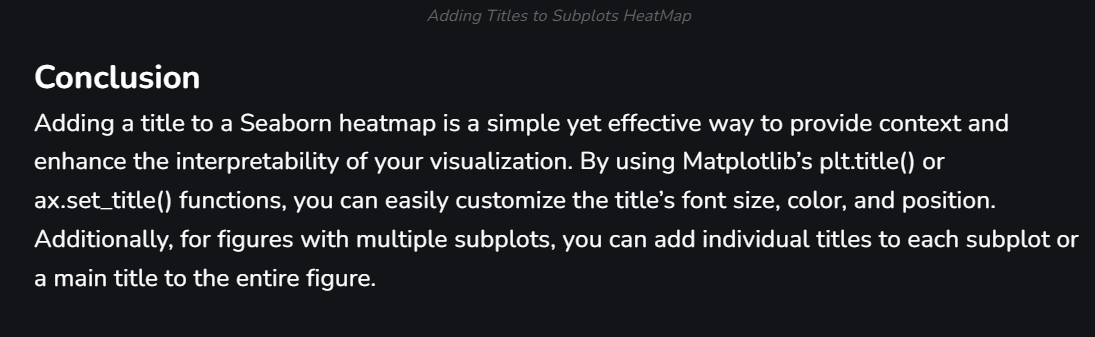 Adding Titles to Subplots HeatMap
Conclusion
Adding a title to a Seaborn heatmap is a simple yet effective way to provide context and
enhance the interpretability of your visualization. By using Matplotlib’s plt.title() or
ax.set_title() functions, you can easily customize the title’s font size, color, and position.
Additionally, for figures with multiple subplots, you can add individual titles to each subplot or
a main title to the entire figure.